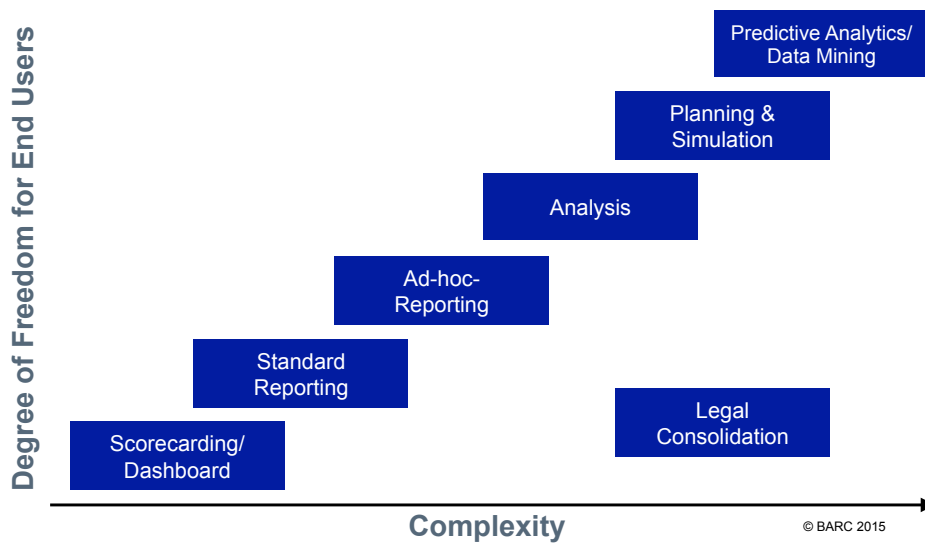 Degree of Freedom for End Users
Predictive Analytics/
Data Mining
Planning &
Simulation
Analysis
Ad-hoc-
Reporting
Standard
Reporting
Legal
Consolidation
Scorecarding/
Dashboard
Complexity
© BARC 2015